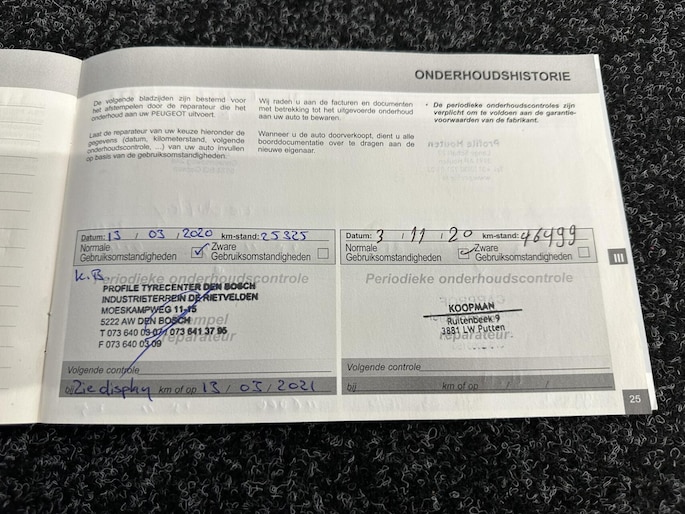 ONDERHOUDSHISTORIE
De volgende bladzijden zijn bestemd voor
het afstempelen door de reparateur die het
onderhoud aan uw PEUGEOT uitvoert.
Laat de reparateur van uw keuze hieronder de
gegevens (datum, kilometerstand, volgende
onderhoudscontrole, ...) van uw auto invullen
op basis van de gebruiksomstandigheden.
Wij raden u aan de facturen en documenten
met betrekking tot het uitgevoerde onderhoud
aan uw auto te bewaren.
Wanneer u de auto doorverkoopt, dient u alle
boorddocumentatie over te dragen aan de
nieuwe eigenaar.
• De periodieke onderhoudscontroles zijn
verplicht om te voldoen aan de garantie-
voorwaarden van de fabrikant.
Datum: 13 / 03 / 2020 km-stand: 25325
Normale
Gebruiksomstandigheden
Zware
Gebruiksomstandigheden
K.B.
Periodieke onderhoudscontrole
PROFILE TYRECENTER DEN BOSCH
INDUSTRIETERREIN DE RIETVELDEN
MOESKAMPWEG 11-15
5222 AW DEN BOSCH
T 073 640 03 07 / 073 641 37 95
F 073 640 03 09
Stempel
reparateur
Volgende controle
bij Zie display km of op 13 / 03 / 2021
Datum: 3 / 11 / 20 km-stand: 46499
Normale
Gebruiksomstandigheden
Zware
Gebruiksomstandigheden
Periodieke onderhoudscontrole
KOOPMAN
Ruitenbeek 9
3881 LW Putten
reparateur
Volgende controle
bij km of op / /
III
25